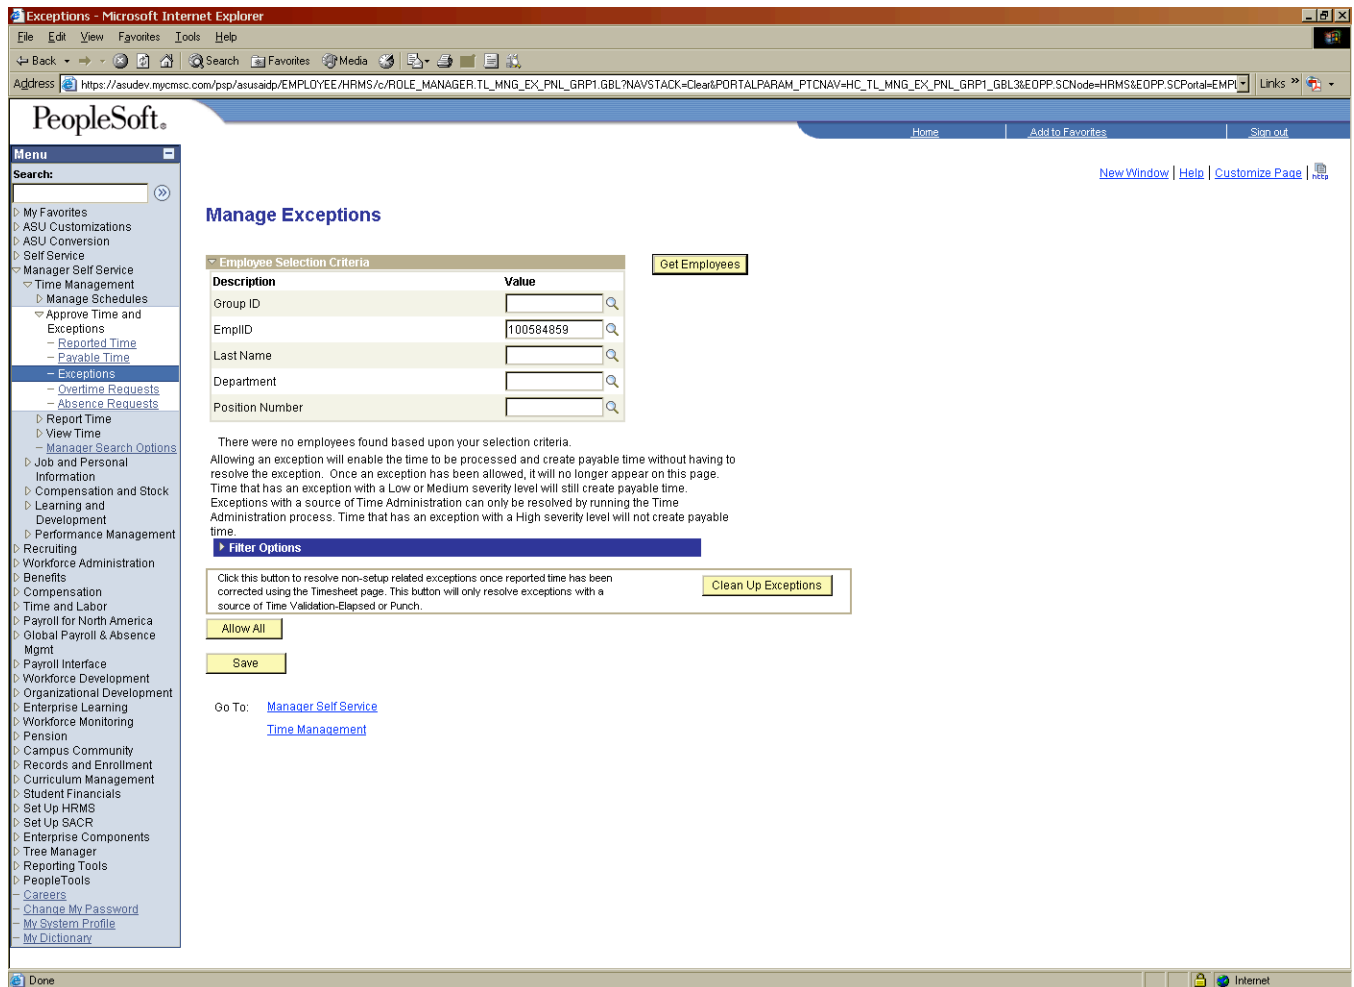 Exceptions - Microsoft Internet Explorer
File Edit View Favorites Tools Help
Back Search Favorites Media
Address https://asudev.mycmsc.com/psp/asusaidp/EMPLOYEE/HRMS/c/ROLE_MANAGER.TL_MNG_EX_PNL_GRP1.GBL?NAVSTACK=Clear&PORTALPARAM_PTCNAV=HC_TL_MNG_EX_PNL_GRP1_GBL3&EOPP.SCNode=HRMS&EOPP.SCPortal=EMPL Links »
PeopleSoft®
Home Add to Favorites Sign out
Menu
Search:
My Favorites
ASU Customizations
ASU Conversion
Self Service
Manager Self Service
Time Management
Manage Schedules
Approve Time and
Exceptions
– Reported Time
– Payable Time
– Exceptions
– Overtime Requests
– Absence Requests
Report Time
View Time
– Manager Search Options
Job and Personal
Information
Compensation and Stock
Learning and
Development
Performance Management
Recruiting
Workforce Administration
Benefits
Compensation
Time and Labor
Payroll for North America
Global Payroll & Absence
Mgmt
Payroll Interface
Workforce Development
Organizational Development
Enterprise Learning
Workforce Monitoring
Pension
Campus Community
Records and Enrollment
Curriculum Management
Student Financials
Set Up HRMS
Set Up SACR
Enterprise Components
Tree Manager
Reporting Tools
PeopleTools
– Careers
– Change My Password
– My System Profile
– My Dictionary
New Window | Help | Customize Page | http
Manage Exceptions
Employee Selection Criteria
Get Employees
Description Value
Group ID
EmplID 100584859
Last Name
Department
Position Number
There were no employees found based upon your selection criteria.
Allowing an exception will enable the time to be processed and create payable time without having to
resolve the exception. Once an exception has been allowed, it will no longer appear on this page.
Time that has an exception with a Low or Medium severity level will still create payable time.
Exceptions with a source of Time Administration can only be resolved by running the Time
Administration process. Time that has an exception with a High severity level will not create payable
time.
Filter Options
Click this button to resolve non-setup related exceptions once reported time has been
corrected using the Timesheet page. This button will only resolve exceptions with a
source of Time Validation-Elapsed or Punch.
Clean Up Exceptions
Allow All
Save
Go To: Manager Self Service
Time Management
Done Internet